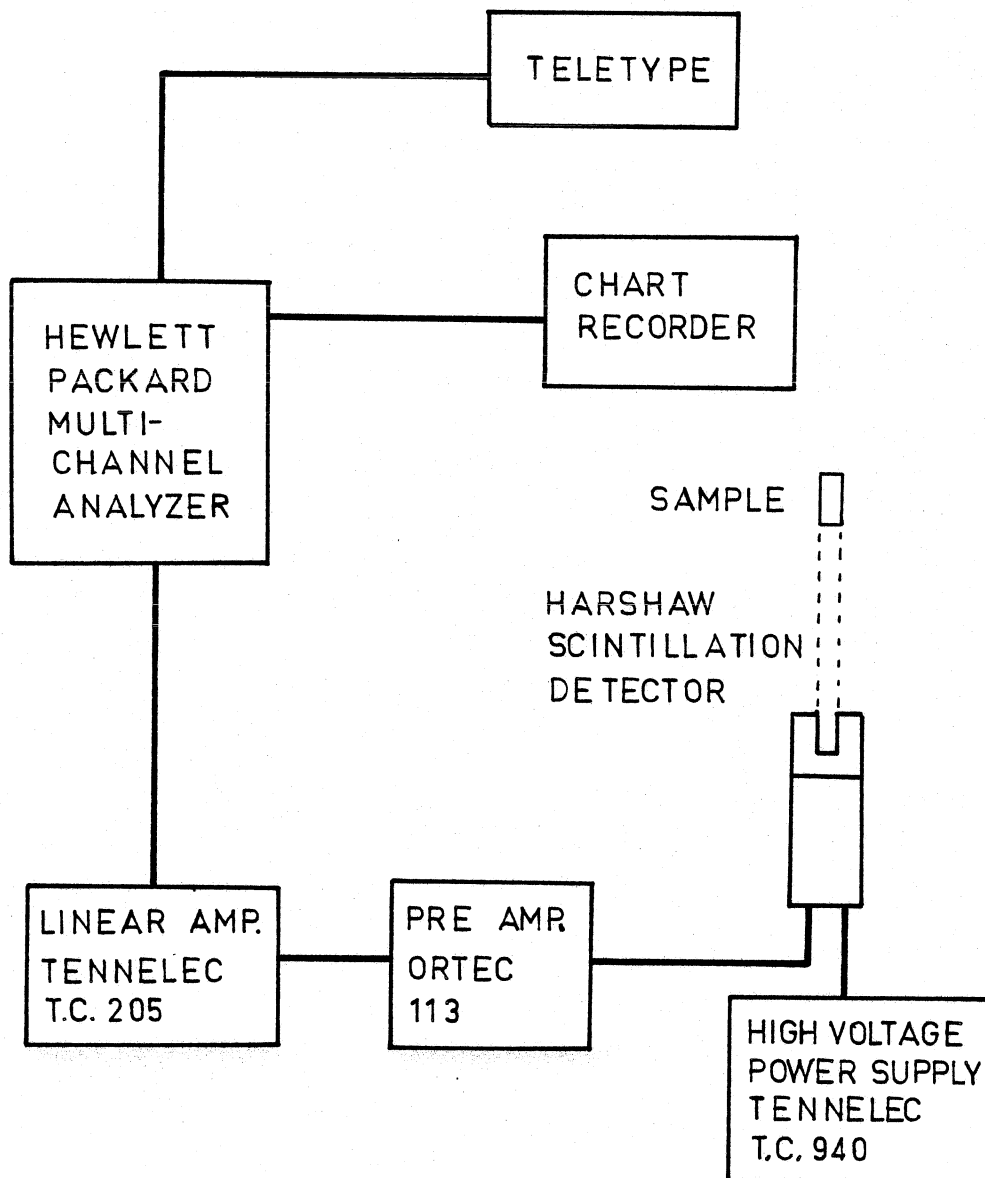 TELETYPE
CHART
RECORDER
HEWLETT
PACKARD
MULTI-
CHANNEL
ANALYZER
SAMPLE
HARSHAW
SCINTILLATION
DETECTOR
LINEAR AMP.
TENNELEC
T.C. 205
PRE AMP.
ORTEC
113
HIGH VOLTAGE
POWER SUPPLY
TENNELEC
T.C. 940